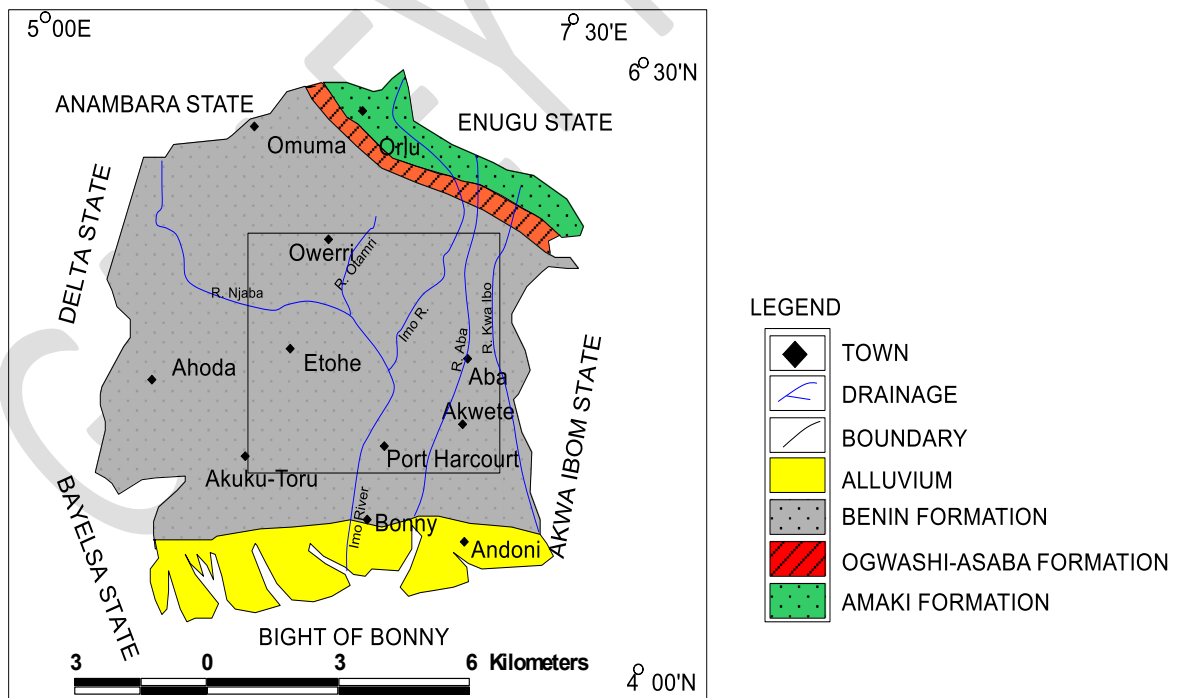 5°00E
7°30'E
6°30'N
ANAMBARA STATE
ENUGU STATE
Omuma
Orlu
DELTA STATE
Owerri
R. Otamri
R. Njaba
Imo R.
R. Aba
R. Kwa Ibo
Etohe
Ahoda
Aba
Akwete
AKWA IBOM STATE
Port Harcourt
Akuku-Toru
BAYELSA STATE
Imo River
Bonny
Andoni
BIGHT OF BONNY
3 0 3 6 Kilometers
4°00'N
LEGEND
TOWN
DRAINAGE
BOUNDARY
ALLUVIUM
BENIN FORMATION
OGWASHI-ASABA FORMATION
AMAKI FORMATION